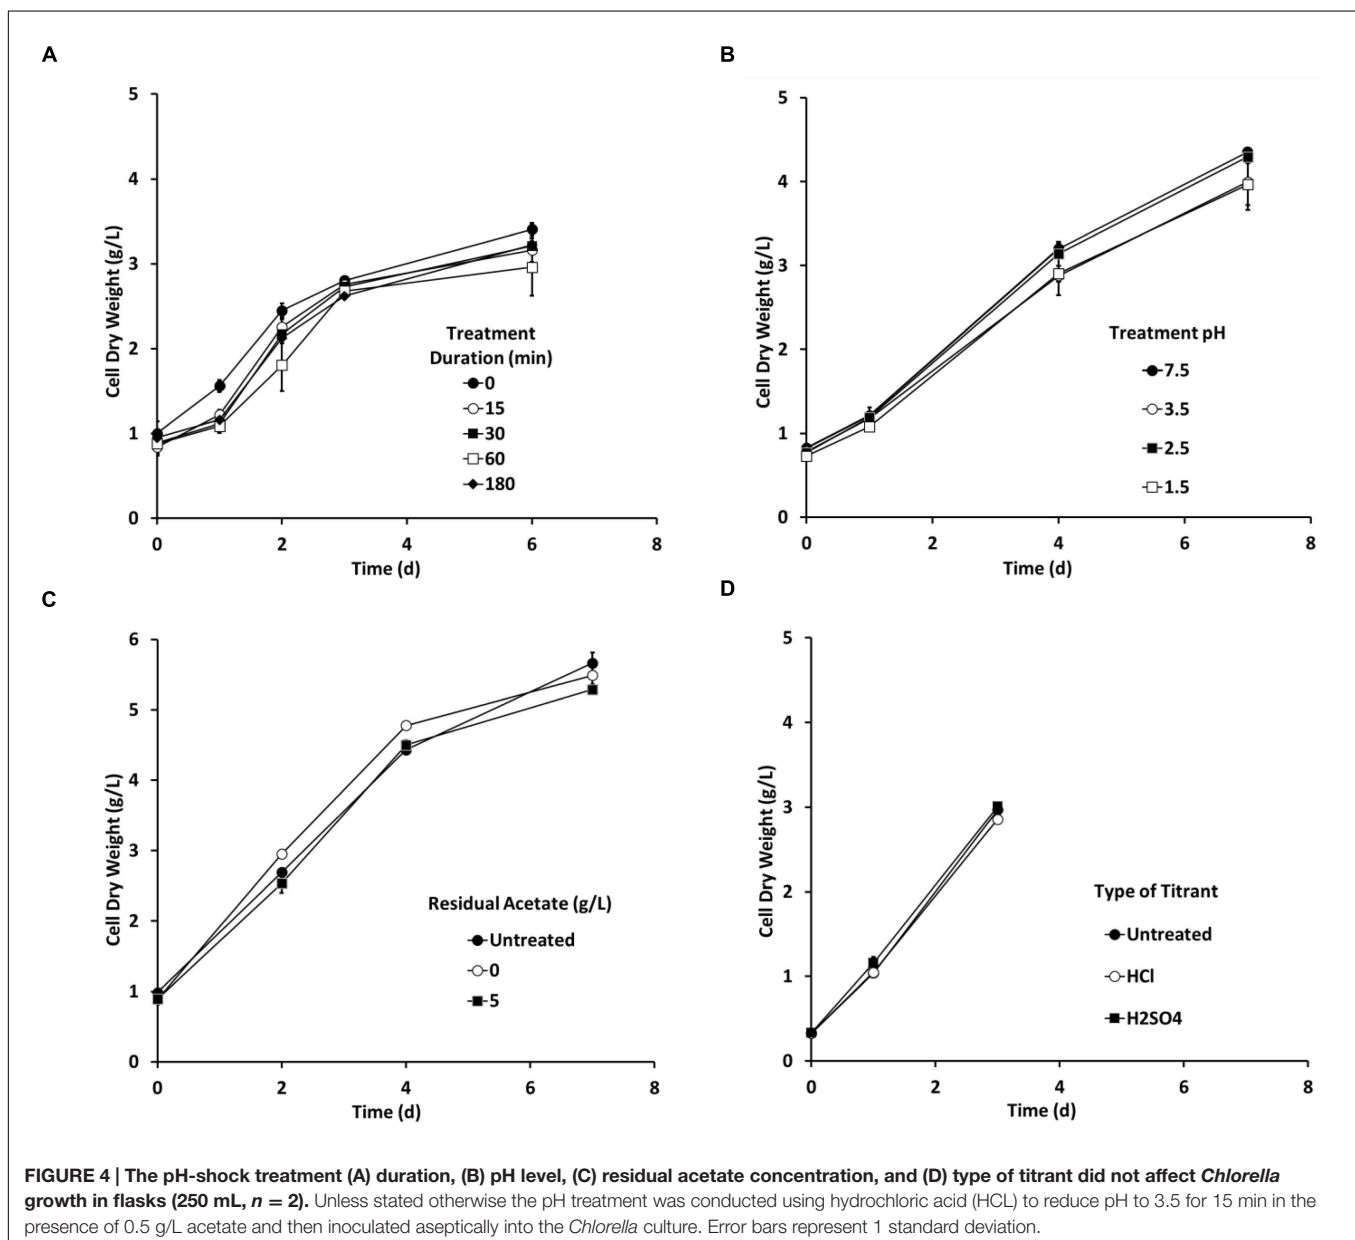 A
5
4
3
2
1
0
Cell Dry Weight (g/L)
0 2 4 6 8
Time (d)
Treatment
Duration (min)
0
15
30
60
180
B
5
4
3
2
1
0
Cell Dry Weight (g/L)
0 2 4 6 8
Time (d)
Treatment pH
7.5
3.5
2.5
1.5
C
6
5
4
3
2
1
0
Cell Dry Weight (g/L)
0 2 4 6 8
Time (d)
Residual Acetate (g/L)
Untreated
0
5
D
5
4
3
2
1
0
Cell Dry Weight (g/L)
0 2 4 6 8
Time (d)
Type of Titrant
Untreated
HCl
H2SO4
FIGURE 4 | The pH-shock treatment (A) duration, (B) pH level, (C) residual acetate concentration, and (D) type of titrant did not affect Chlorella
growth in flasks (250 mL, n = 2). Unless stated otherwise the pH treatment was conducted using hydrochloric acid (HCL) to reduce pH to 3.5 for 15 min in the
presence of 0.5 g/L acetate and then inoculated aseptically into the Chlorella culture. Error bars represent 1 standard deviation.